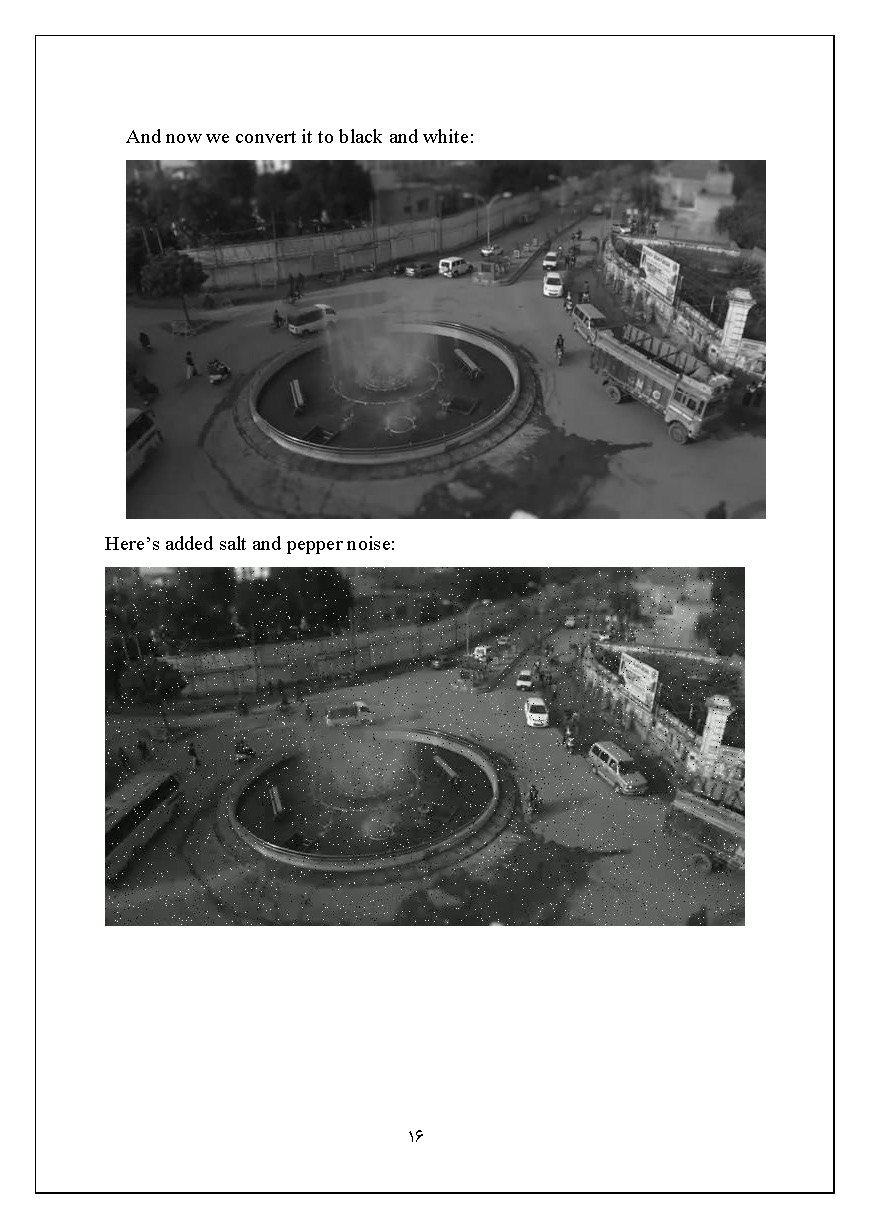 And now we convert it to black and white:
Here’s added salt and pepper noise:
۱۶